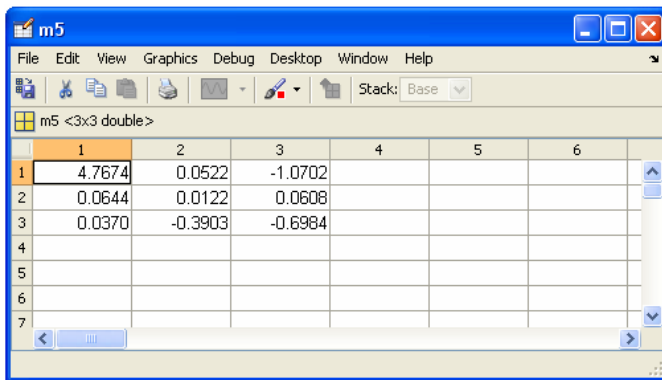 m5
File Edit View Graphics Debug Desktop Window Help
Stack: Base
m5 <3x3 double>
1 2 3 4 5 6
1 4.7674 0.0522 -1.0702
2 0.0644 0.0122 0.0608
3 0.0370 -0.3903 -0.6984
4
5
6
7